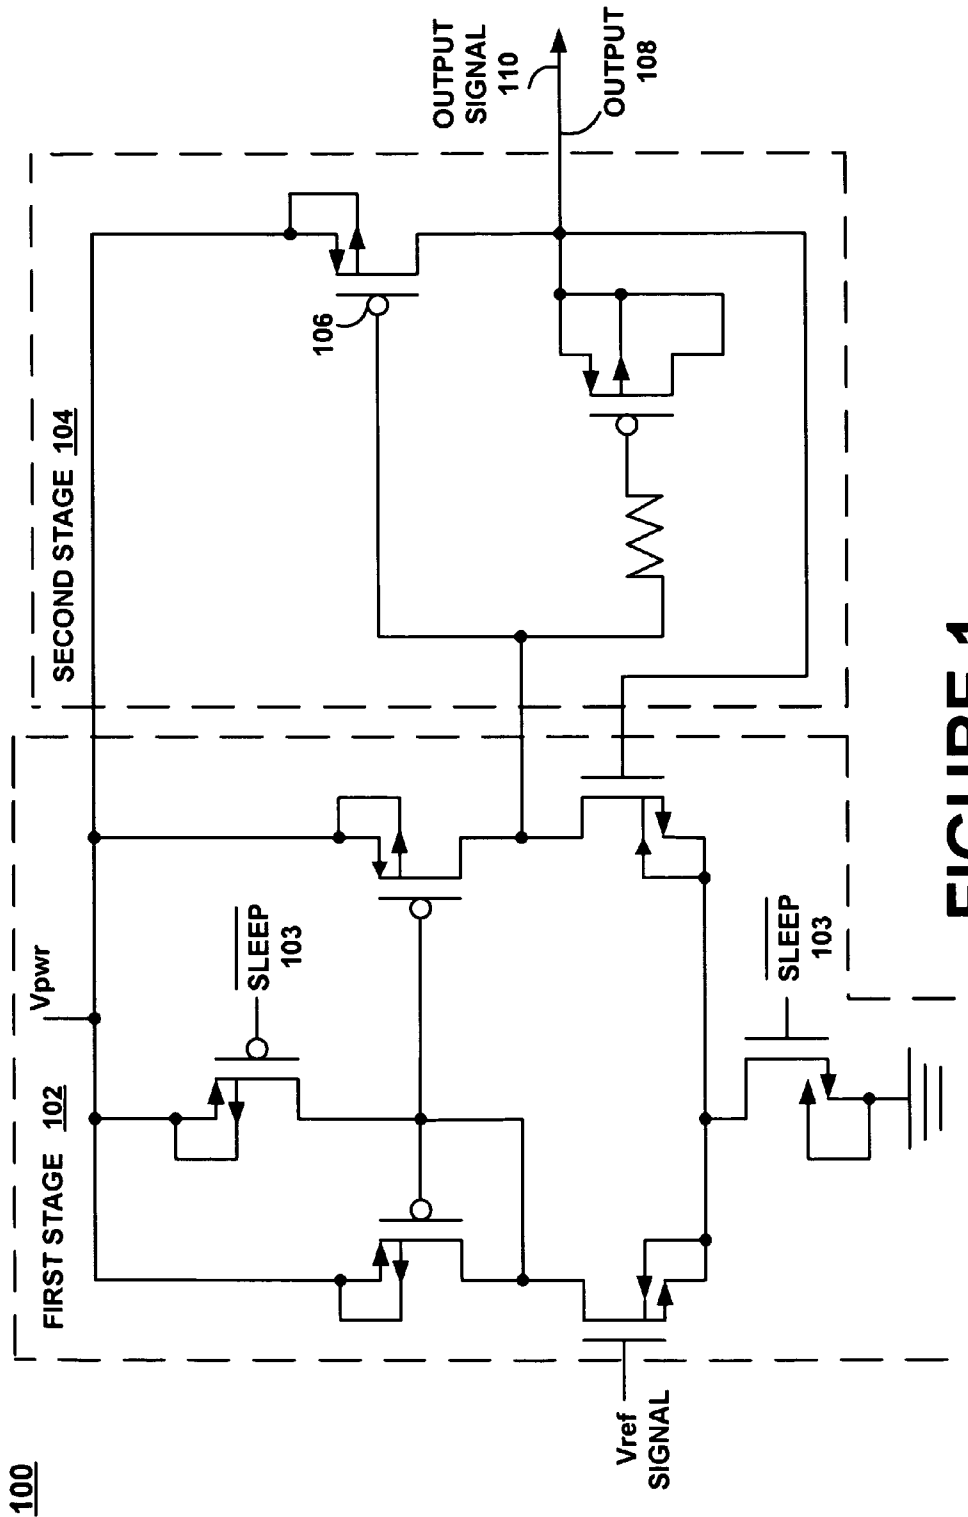 100
FIRST STAGE 102
Vpwr
SECOND STAGE 104
SLEEP
103
106
OUTPUT
SIGNAL
110
OUTPUT
108
Vref
SIGNAL
SLEEP
103
FIGURE 1